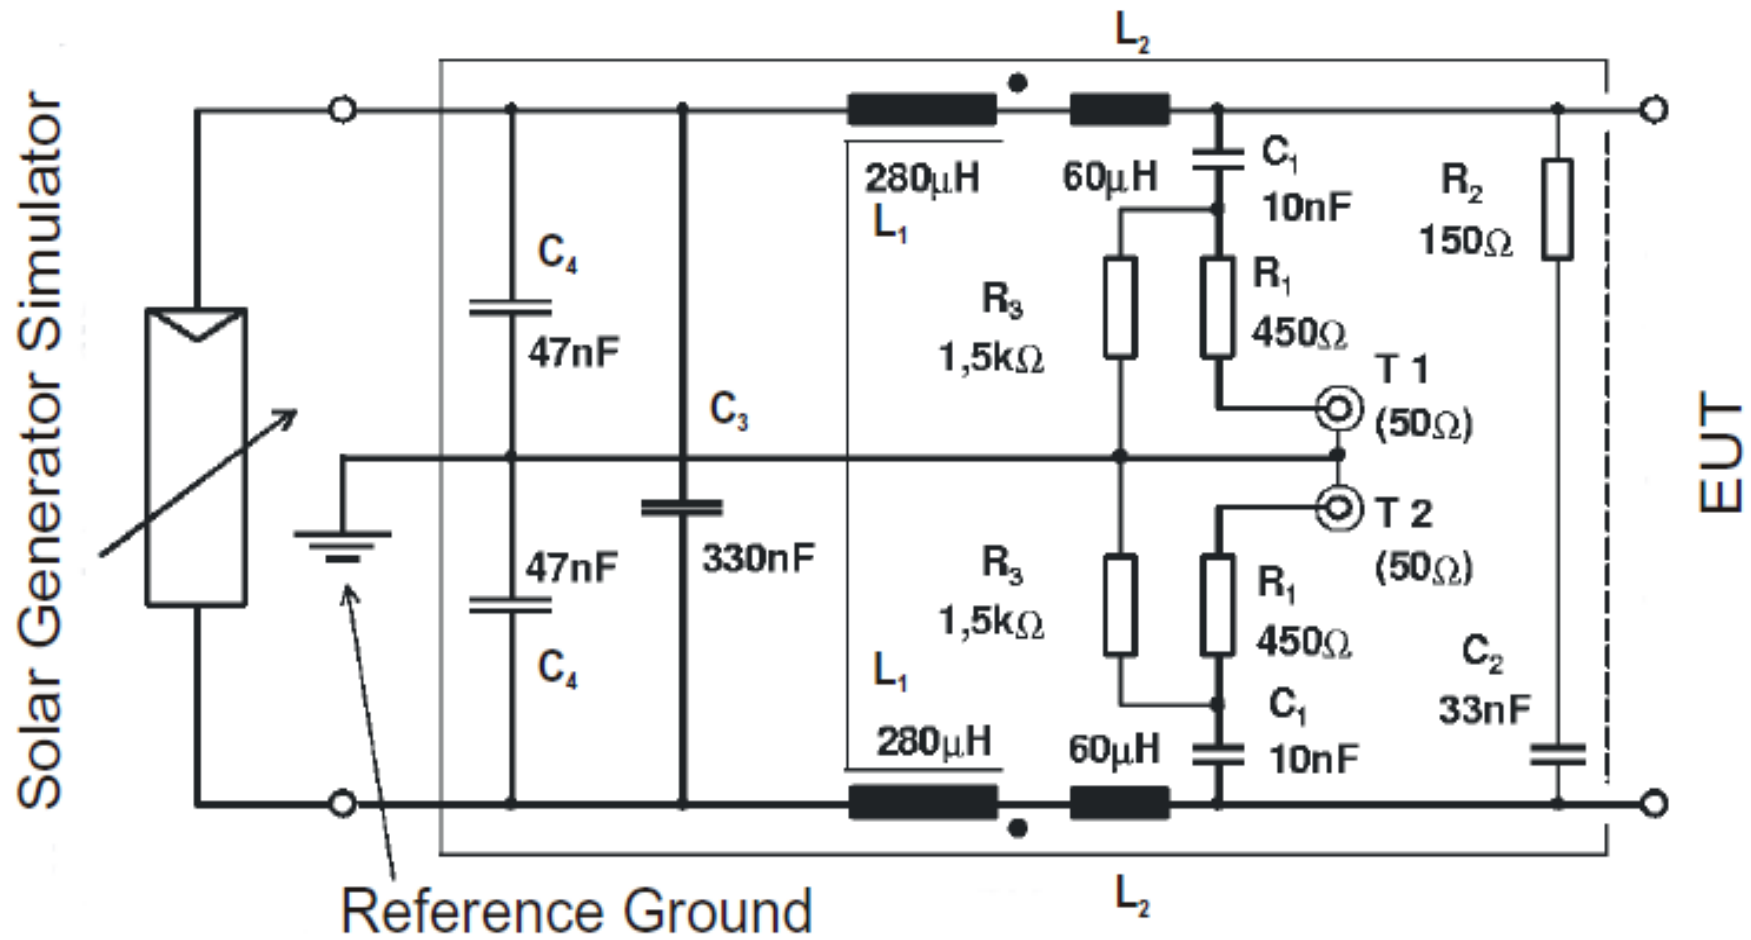 Solar Generator Simulator
L₂
280μH
L₁
60μH
C₁
10nF
R₂
150Ω
C₄
47nF
R₃
1,5kΩ
R₁
450Ω
T 1
(50Ω)
C₃
330nF
47nF
C₄
R₃
1,5kΩ
R₁
450Ω
T 2
(50Ω)
L₁
280μH
60μH
C₁
10nF
C₂
33nF
EUT
Reference Ground
L₂